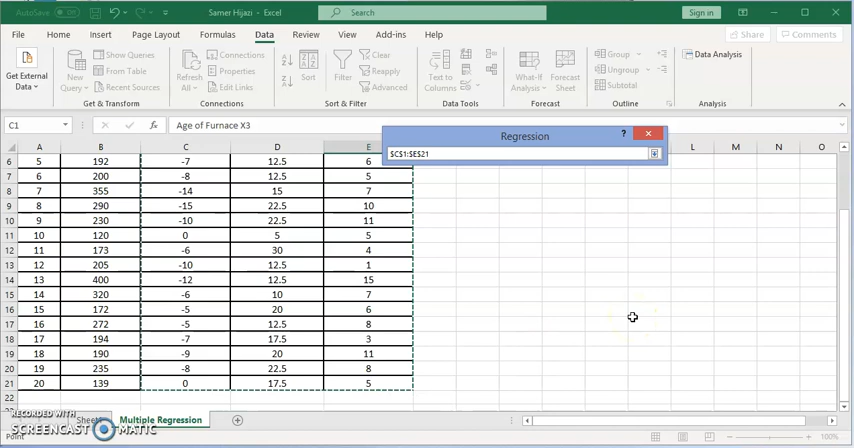 AutoSave Off Samer Hijazi - Excel Search Sign in
File Home Insert Page Layout Formulas Data Review View Add-ins Help Share Comments
Get External Data
New Query
Show Queries
From Table
Recent Sources
Get & Transform
Refresh All
Connections
Properties
Edit Links
Connections
Sort
Filter
Clear
Reapply
Advanced
Sort & Filter
Text to Columns
Data Tools
What-If Analysis
Forecast Sheet
Forecast
Group
Ungroup
Subtotal
Outline
Data Analysis
Analysis
C1 fx Age of Furnace X3
Regression ?
$C$1:$E$21
A B C D E L M N O
6 5 192 -7 12.5 6
7 6 200 -8 12.5 5
8 7 355 -14 15 7
9 8 290 -15 22.5 10
10 9 230 -10 22.5 11
11 10 120 0 5 5
12 11 173 -6 30 4
13 12 205 -10 12.5 1
14 13 400 -12 12.5 15
15 14 320 -6 10 7
16 15 172 -5 20 6
17 16 272 -5 12.5 8
18 17 194 -7 17.5 3
19 18 190 -9 20 11
20 19 235 -8 22.5 8
21 20 139 0 17.5 5
22
RECORDED WITH
SCREENCAST MATIC
Multiple Regression
Point 100%